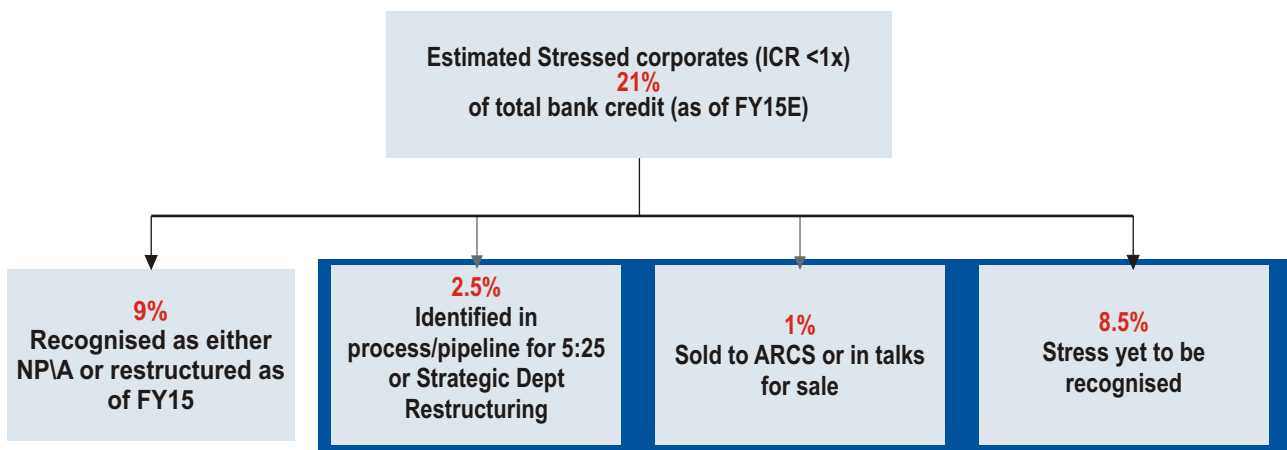 Estimated Stressed corporates (ICR <1x)
21%
of total bank credit (as of FY15E)
9%
Recognised as either
NP\A or restructured as
of FY15
2.5%
Identified in
process/pipeline for 5:25
or Strategic Dept
Restructuring
1%
Sold to ARCS or in talks
for sale
8.5%
Stress yet to be
recognised